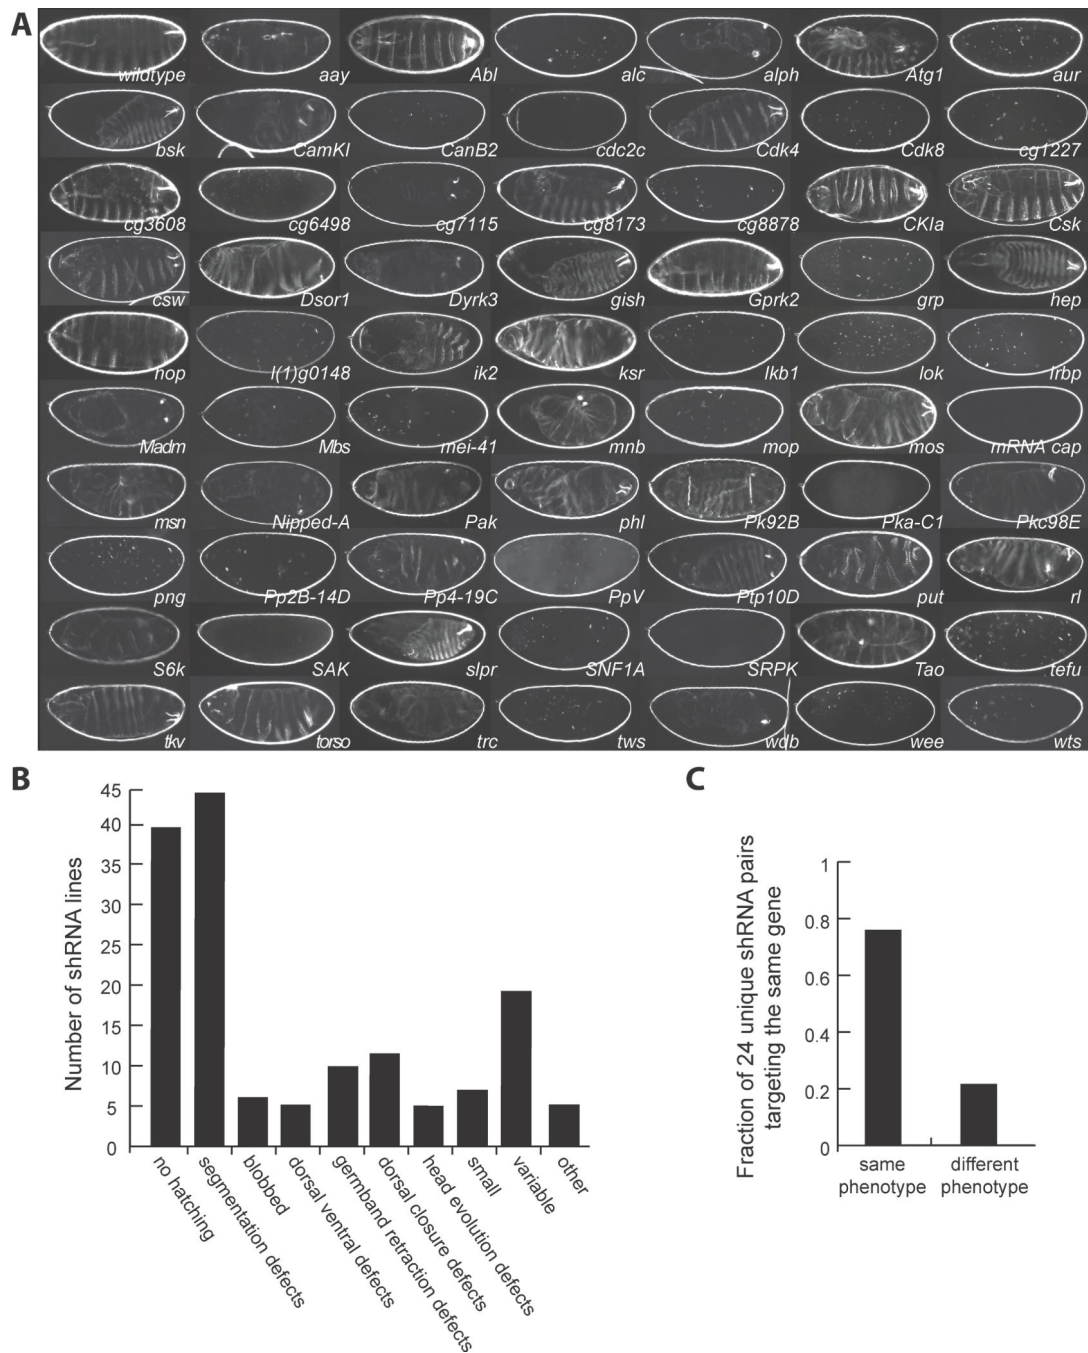 A
wildtype aay Abl alc alph Atg1 aur
bsk CamKI CanB2 cdc2c Cdk4 Cdk8 cg1227
cg3608 cg6498 cg7115 cg8173 cg8878 CKIa Csk
csw Dsor1 Dyrk3 gish Gprk2 grp hep
hop l(1)g0148 ik2 ksr lkb1 lok lrbp
Madm Mbs mei-41 mnb mop mos mRNA cap
msn Nipped-A Pak phl Pk92B Pka-C1 Pkc98E
png Pp2B-14D Pp4-19C PpV Ptp10D put rl
S6k SAK slpr SNF1A SRPK Tao tefu
tkv torso trc tws wdb wee wts
B
Number of shRNA lines
45
40
35
30
25
20
15
10
5
0
no hatching
segmentation defects
blobbed
dorsal ventral defects
germband retraction defects
dorsal closure defects
head evolution defects
small
variable
other
C
Fraction of 24 unique shRNA pairs
targeting the same gene
1
0.8
0.6
0.4
0.2
0
same
phenotype
different
phenotype